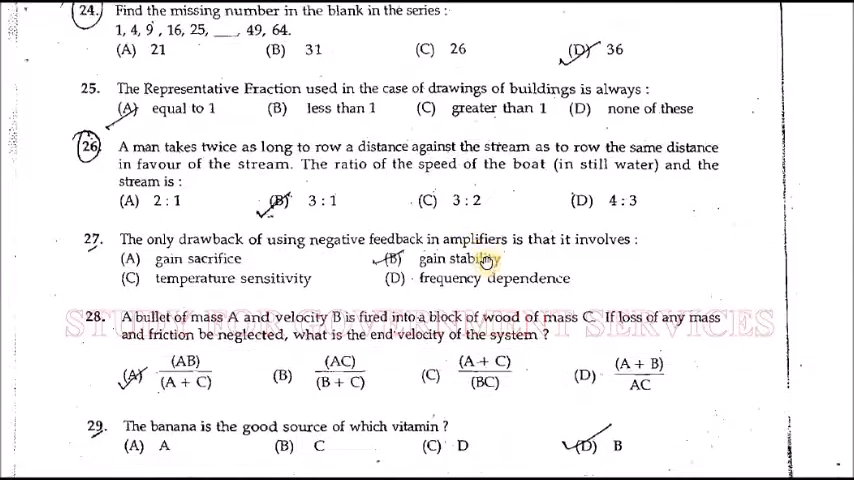 24. Find the missing number in the blank in the series :
1, 4, 9, 16, 25, ___, 49, 64.
(A) 21 (B) 31 (C) 26 (D) 36
25. The Representative Fraction used in the case of drawings of buildings is always :
(A) equal to 1 (B) less than 1 (C) greater than 1 (D) none of these
26. A man takes twice as long to row a distance against the stream as to row the same distance
in favour of the stream. The ratio of the speed of the boat (in still water) and the
stream is :
(A) 2 : 1 (B) 3 : 1 (C) 3 : 2 (D) 4 : 3
27. The only drawback of using negative feedback in amplifiers is that it involves :
(A) gain sacrifice (B) gain stability
(C) temperature sensitivity (D) frequency dependence
28. A bullet of mass A and velocity B is fired into a block of wood of mass C. If loss of any mass
STUDY FOR GOVERNMENT SERVICES
and friction be neglected, what is the end velocity of the system ?
(A) (AB) / (A + C) (B) (AC) / (B + C) (C) (A + C) / (BC) (D) (A + B) / AC
29. The banana is the good source of which vitamin ?
(A) A (B) C (C) D (D) B